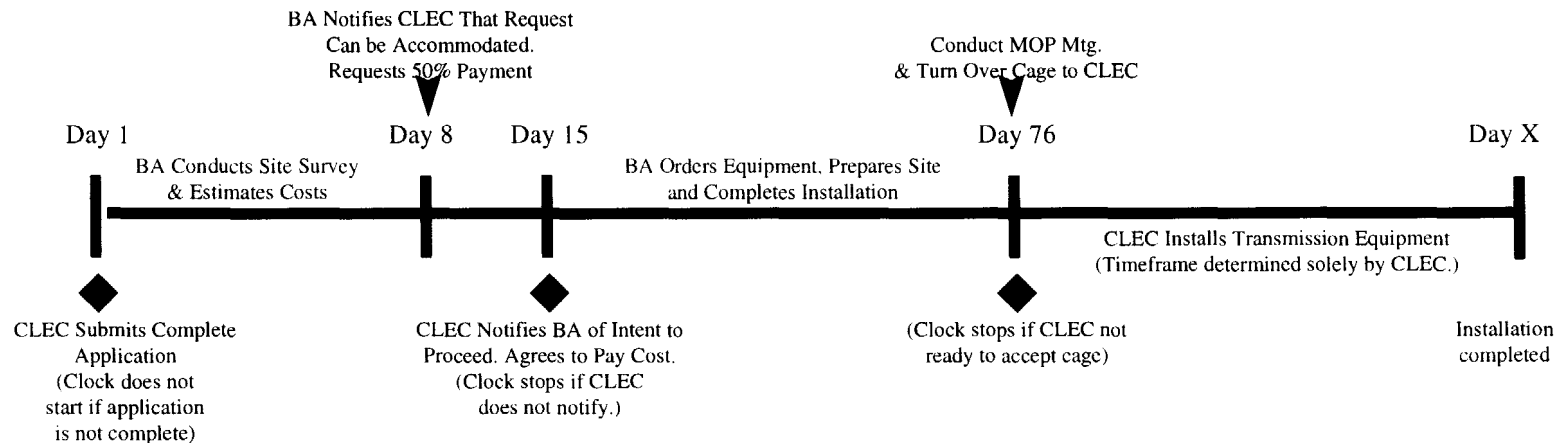 BA Notifies CLEC That Request
Can be Accommodated.
Requests 50% Payment
Conduct MOP Mtg.
& Turn Over Cage to CLEC
Day 1
Day 8
Day 15
Day 76
Day X
BA Conducts Site Survey
& Estimates Costs
BA Orders Equipment, Prepares Site
and Completes Installation
CLEC Installs Transmission Equipment
(Timeframe determined solely by CLEC.)
CLEC Submits Complete
Application
(Clock does not
start if application
is not complete)
CLEC Notifies BA of Intent to
Proceed. Agrees to Pay Cost.
(Clock stops if CLEC
does not notify.)
(Clock stops if CLEC not
ready to accept cage)
Installation
completed